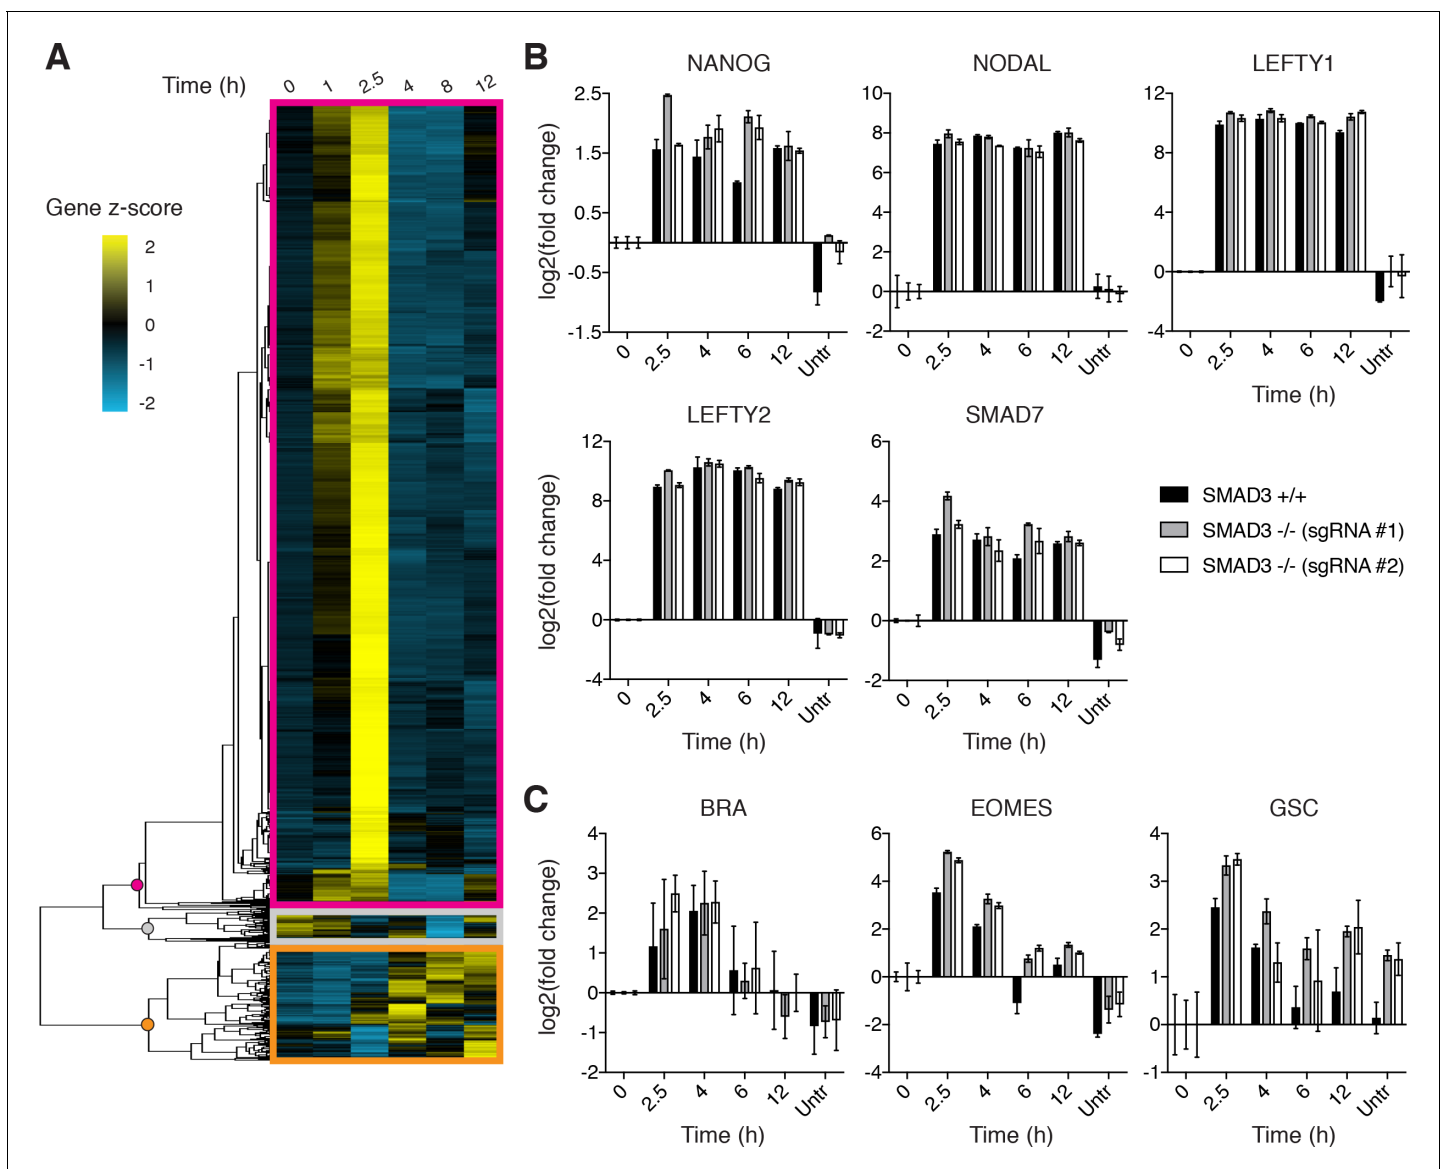 A
Time (h) 0 1 2.5 4 8 12
Gene z-score
2
1
0
-1
-2
B
NANOG
log2(fold change)
2.5
1.5
0.5
-0.5
-1.5
0 2.5 4 6 12 Untr
NODAL
10
8
6
4
2
0
-2
0 2.5 4 6 12 Untr
LEFTY1
12
8
4
0
-4
0 2.5 4 6 12 Untr
Time (h)
LEFTY2
log2(fold change)
12
8
4
0
-4
0 2.5 4 6 12 Untr
Time (h)
SMAD7
6
4
2
0
-2
0 2.5 4 6 12 Untr
Time (h)
SMAD3 +/+
SMAD3 -/- (sgRNA #1)
SMAD3 -/- (sgRNA #2)
C
BRA
log2(fold change)
4
3
2
1
0
-1
-2
0 2.5 4 6 12 Untr
Time (h)
EOMES
6
4
2
0
-2
-4
0 2.5 4 6 12 Untr
Time (h)
GSC
4
3
2
1
0
-1
0 2.5 4 6 12 Untr
Time (h)